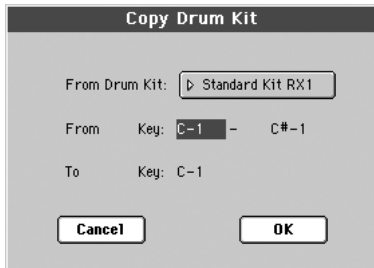 Copy Drum Kit
From Drum Kit: Standard Kit RX1
From Key: C-1 - C#-1
To Key: C-1
Cancel OK